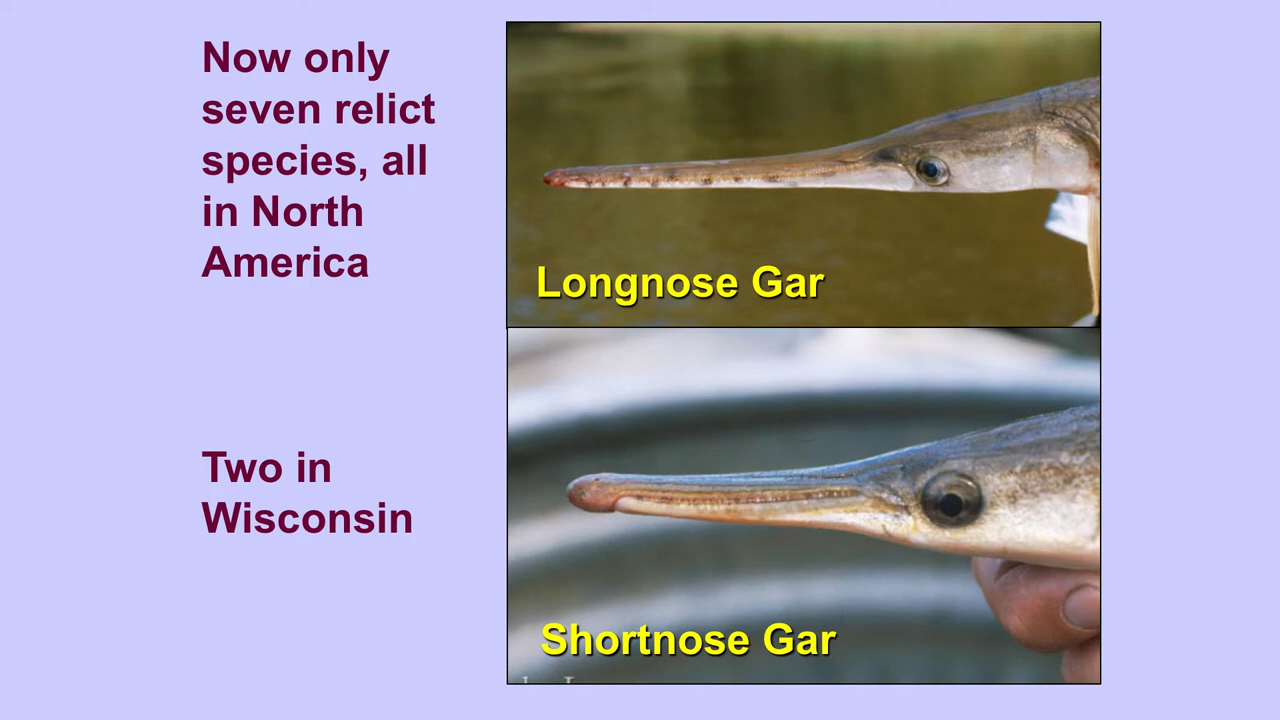 Now only
seven relict
species, all
in North
America
Longnose Gar
Two in
Wisconsin
Shortnose Gar